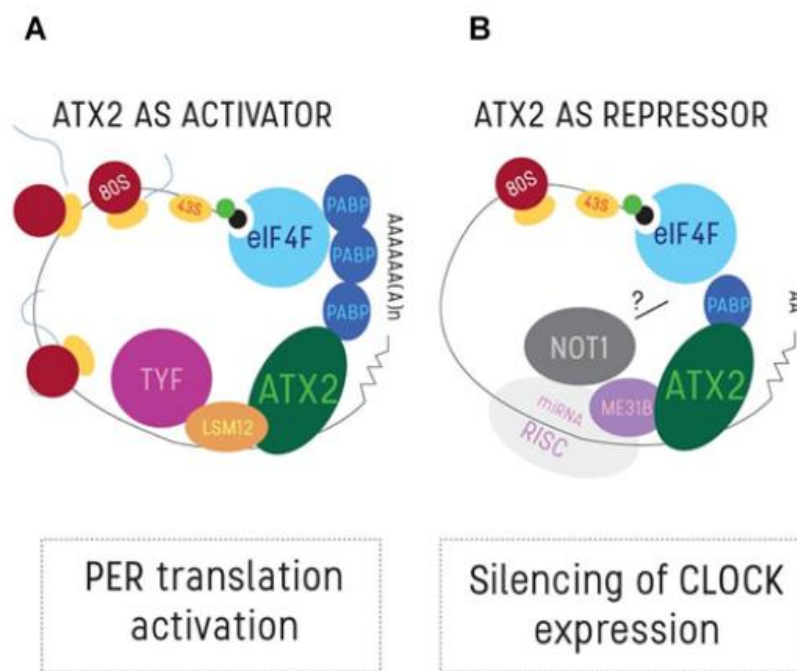 A
ATX2 AS ACTIVATOR
80S
43S
eIF4F
PABP
PABP
PABP
AAAAAA(A)n
TYF
LSM12
ATX2
PER translation
activation
B
ATX2 AS REPRESSOR
80S
43S
eIF4F
?
PABP
AA
NOT1
miRNA
RISC
ME31B
ATX2
Silencing of CLOCK
expression